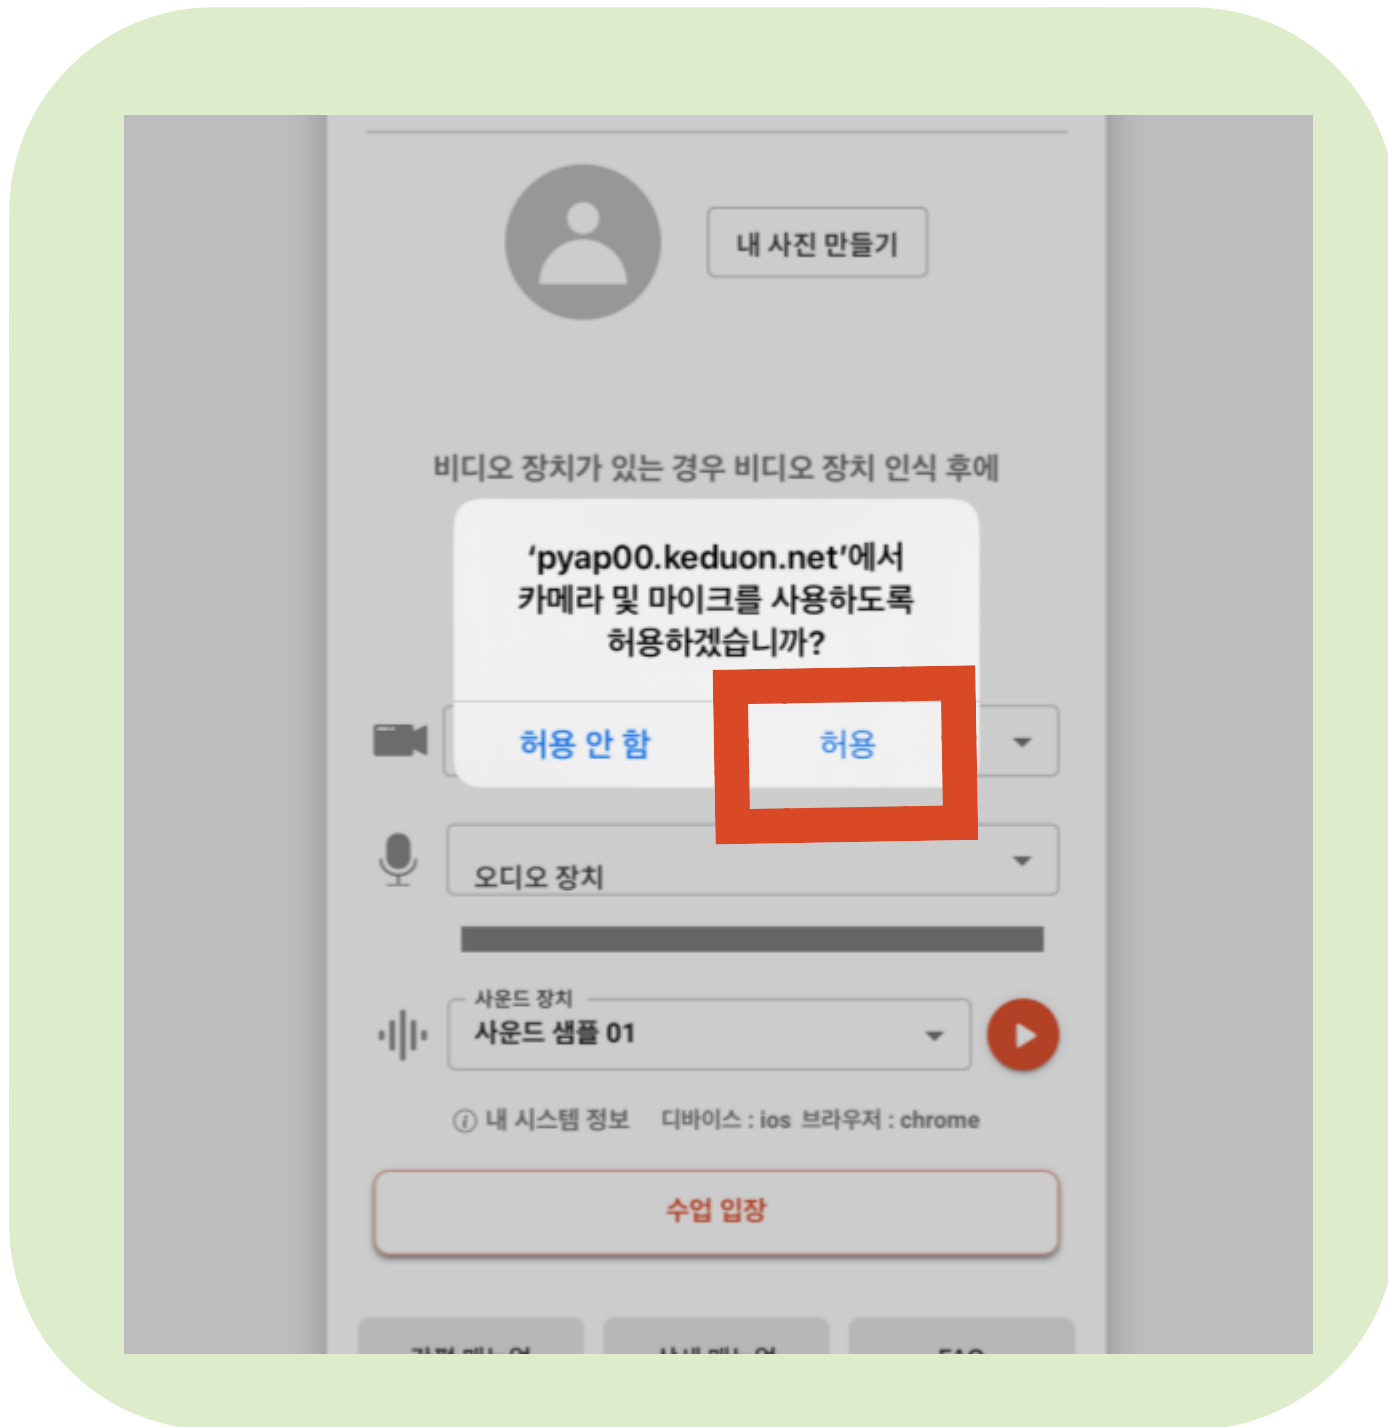 내 사진 만들기
비디오 장치가 있는 경우 비디오 장치 인식 후에
‘pyap00.keduon.net’에서
카메라 및 마이크를 사용하도록
허용하겠습니까?
허용 안 함 허용
오디오 장치
사운드 장치
사운드 샘플 01
내 시스템 정보 디바이스 : ios 브라우저 : chrome
수업 입장